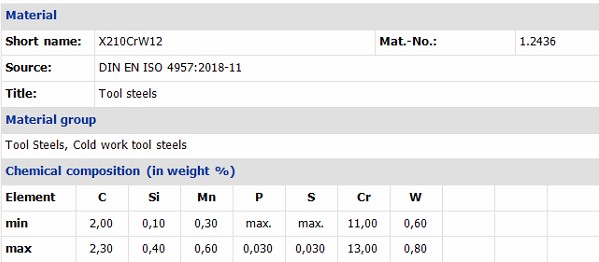 Material
Short name: X210CrW12 Mat.-No.: 1.2436
Source: DIN EN ISO 4957:2018-11
Title: Tool steels
Material group
Tool Steels, Cold work tool steels
Chemical composition (in weight %)
Element C Si Mn P S Cr W
min 2,00 0,10 0,30 max. max. 11,00 0,60
max 2,30 0,40 0,60 0,030 0,030 13,00 0,80